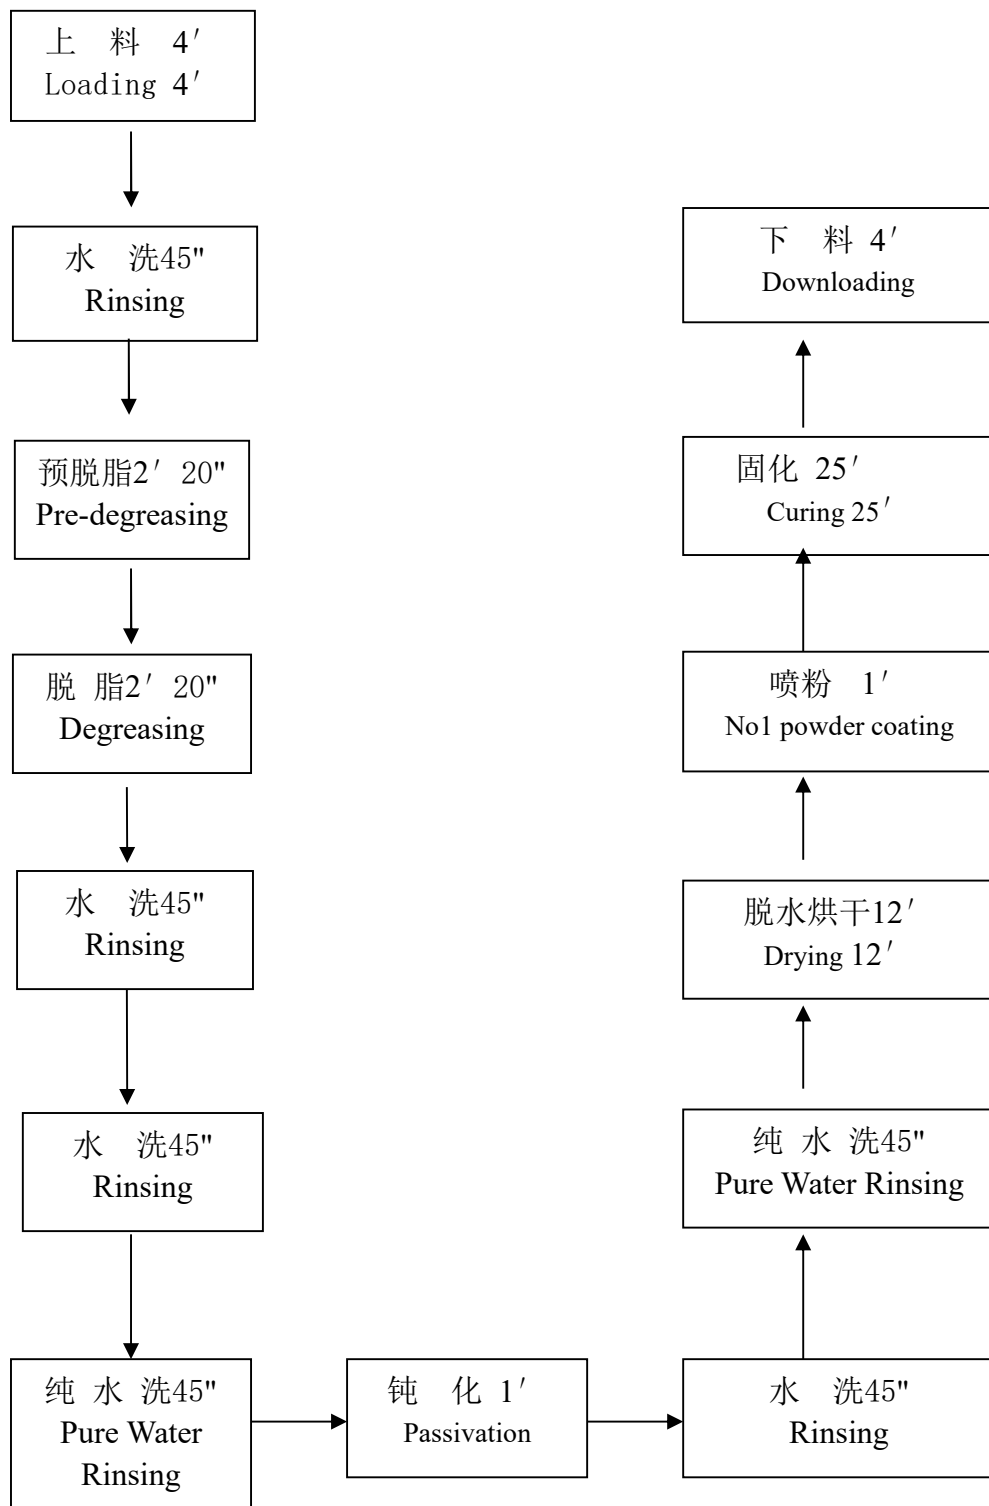 上 料 4′
Loading 4′
水 洗45"
Rinsing
预脱脂2′ 20"
Pre-degreasing
脱 脂2′ 20"
Degreasing
水 洗45"
Rinsing
水 洗45"
Rinsing
纯 水 洗45"
Pure Water
Rinsing
钝 化 1′
Passivation
水 洗45"
Rinsing
纯 水 洗45"
Pure Water Rinsing
脱水烘干12′
Drying 12′
喷粉 1′
No1 powder coating
固化 25′
Curing 25′
下 料 4′
Downloading